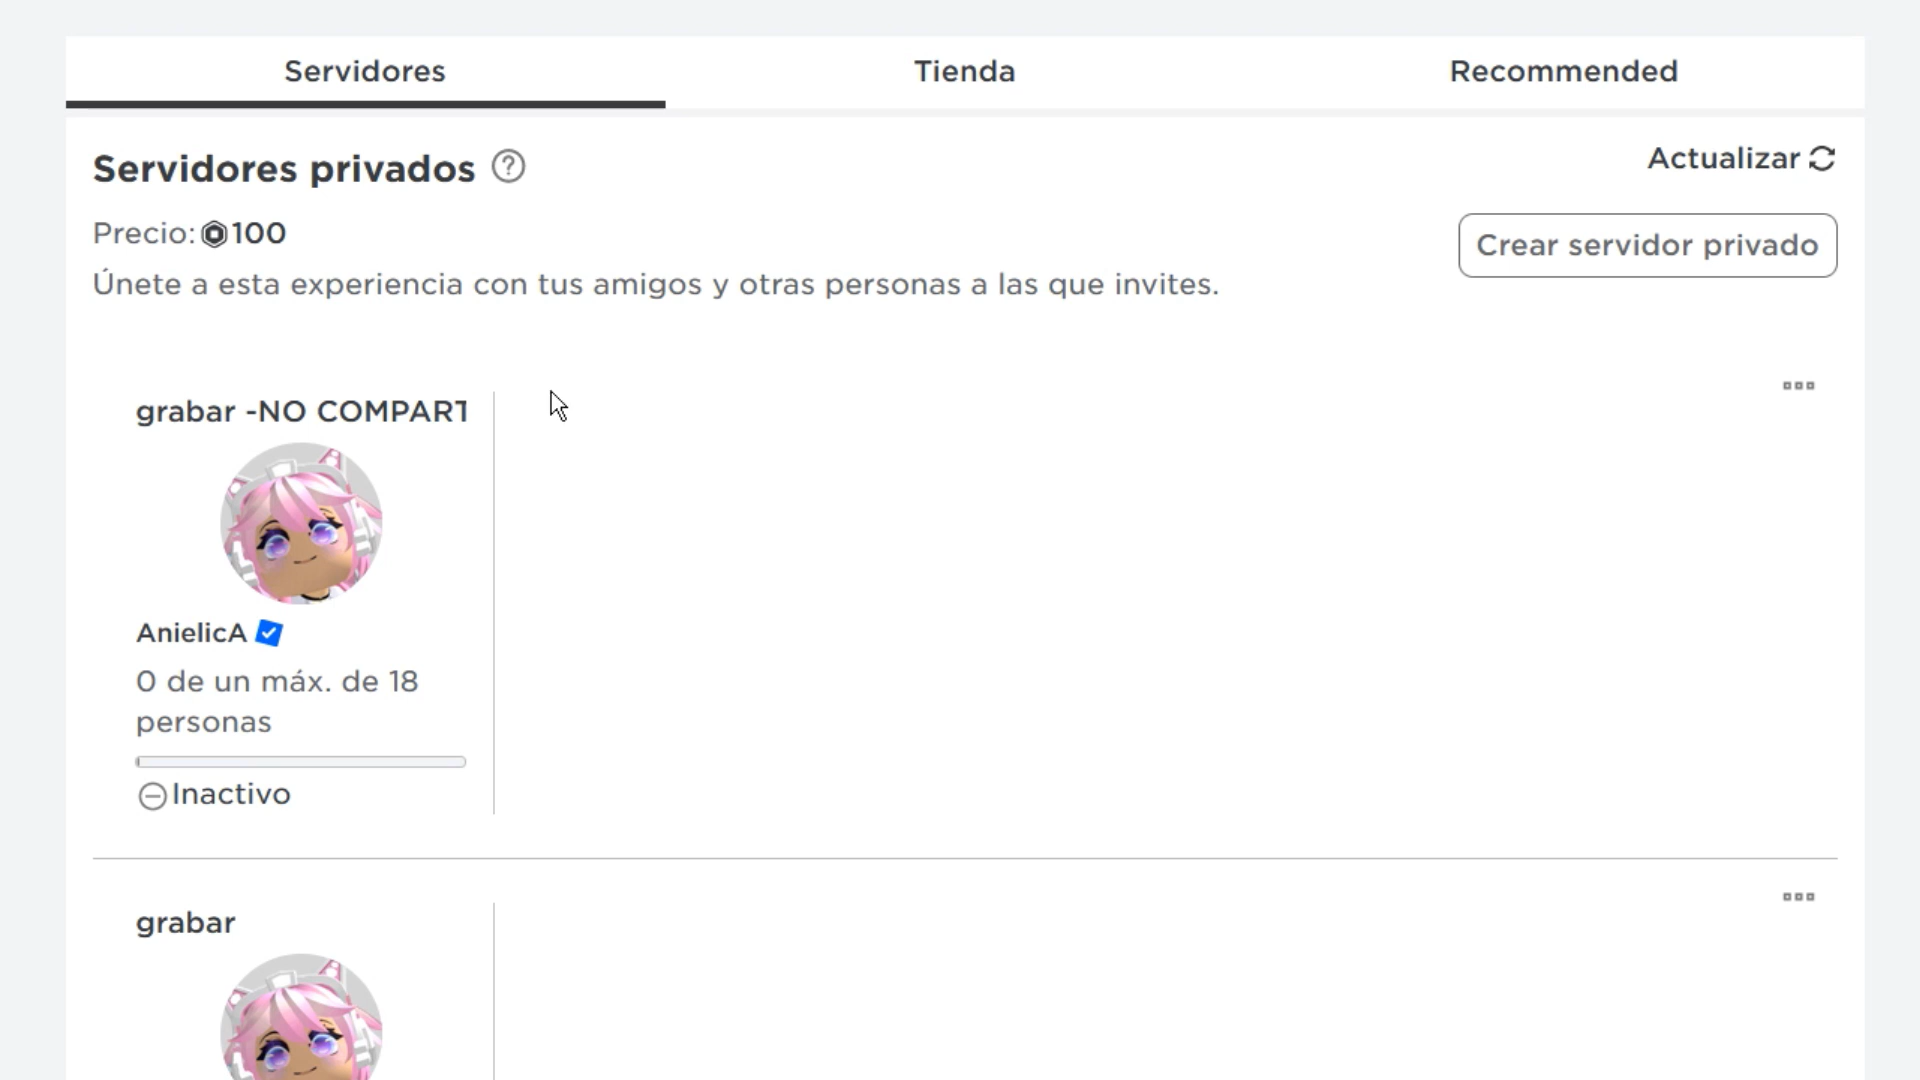 Servidores
Tienda
Recommended
Servidores privados
Actualizar
Precio: 100
Crear servidor privado
Únete a esta experiencia con tus amigos y otras personas a las que invites.
grabar -NO COMPART
AnielicA
0 de un máx. de 18
personas
Inactivo
grabar